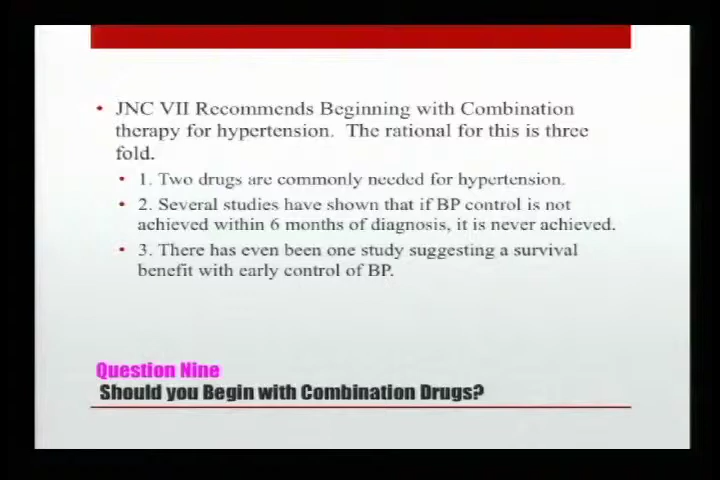 • JNC VII Recommends Beginning with Combination
therapy for hypertension. The rational for this is three
fold.
• 1. Two drugs are commonly needed for hypertension.
• 2. Several studies have shown that if BP control is not
achieved within 6 months of diagnosis, it is never achieved.
• 3. There has even been one study suggesting a survival
benefit with early control of BP.
Question Nine
Should you Begin with Combination Drugs?